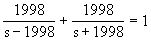 1998/(s − 1998) + 1998/(s + 1998) = 1